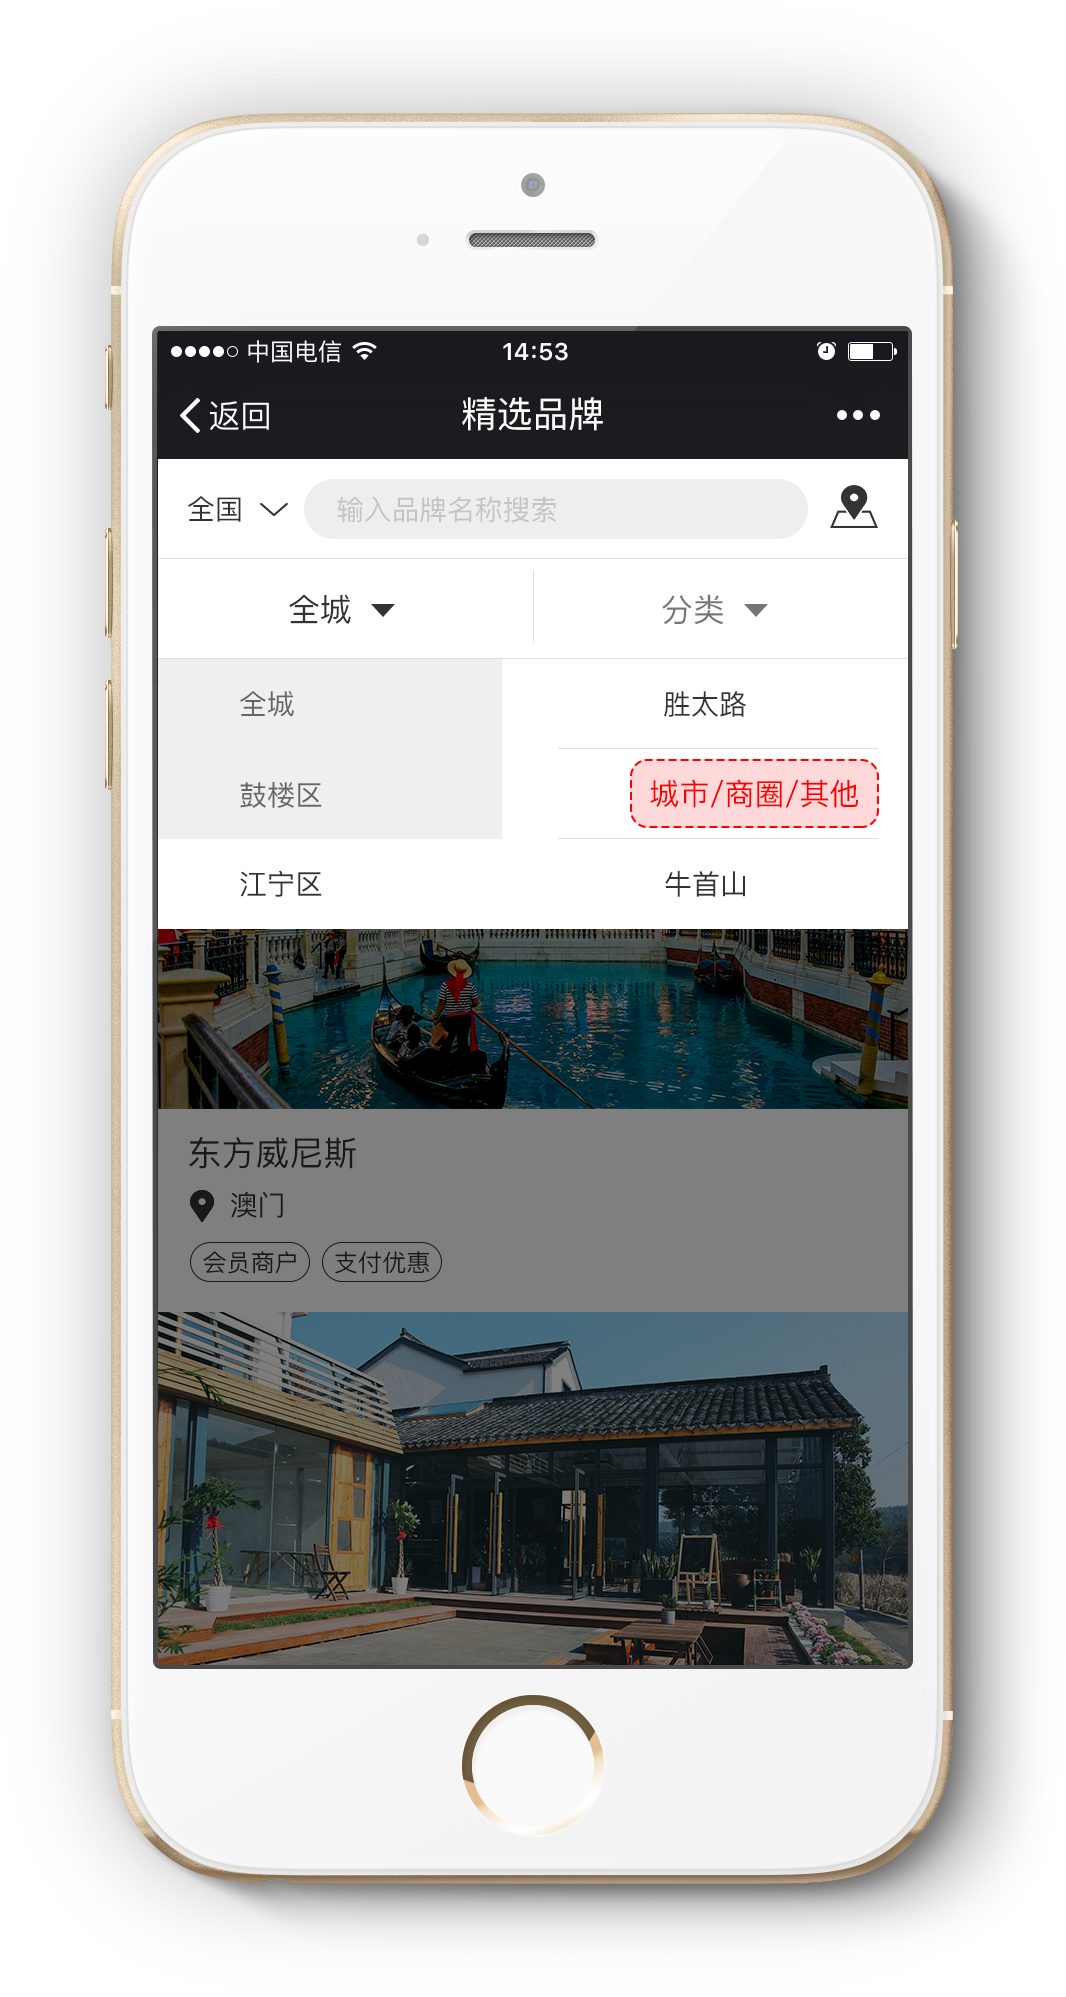 中国电信 14:53
返回 精选品牌
全国 输入品牌名称搜索
全城 分类
全城 胜太路
鼓楼区 城市/商圈/其他
江宁区 牛首山
东方威尼斯
澳门
会员商户 支付优惠